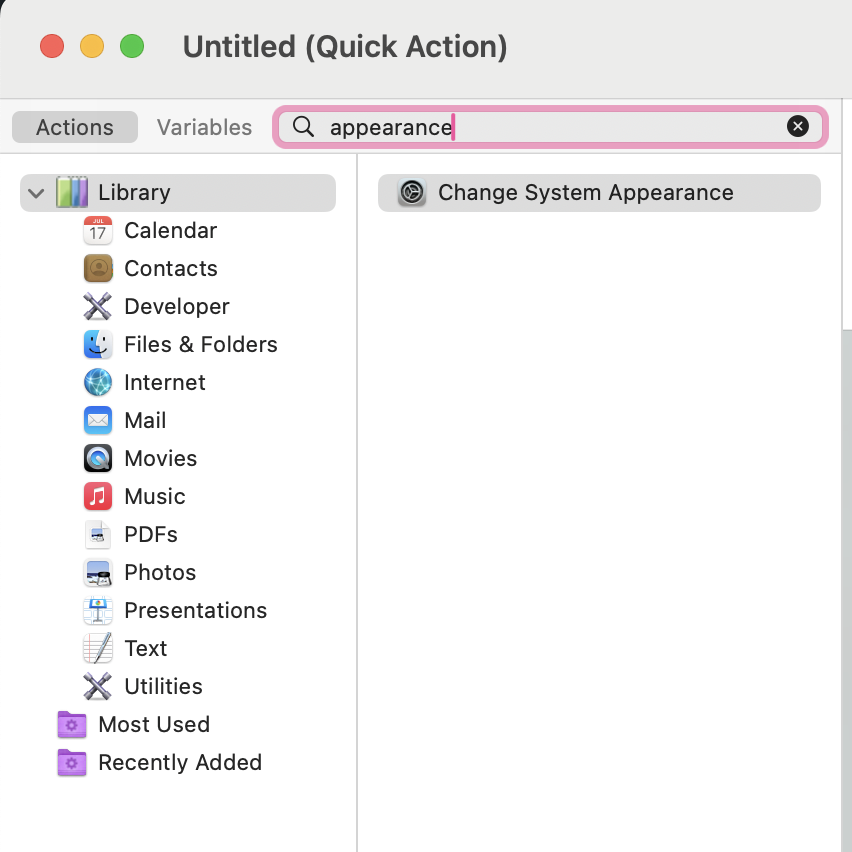 Untitled (Quick Action)
Actions
Variables
appearance
Library
Change System Appearance
JUL
17
Calendar
Contacts
Developer
Files & Folders
Internet
Mail
Movies
Music
PDFs
Photos
Presentations
Text
Utilities
Most Used
Recently Added